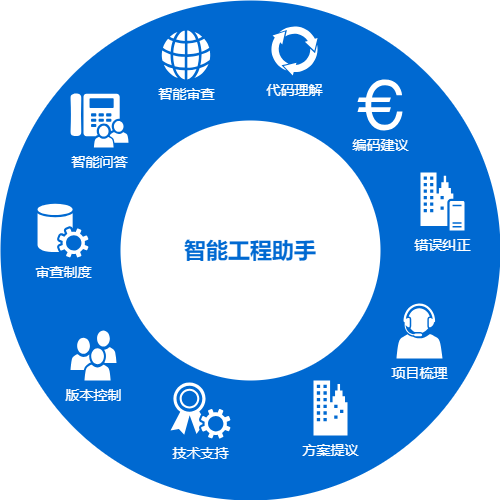 智能审查
代码理解
编码建议
智能问答
错误纠正
智能工程助手
审查制度
项目梳理
版本控制
技术支持
方案提议